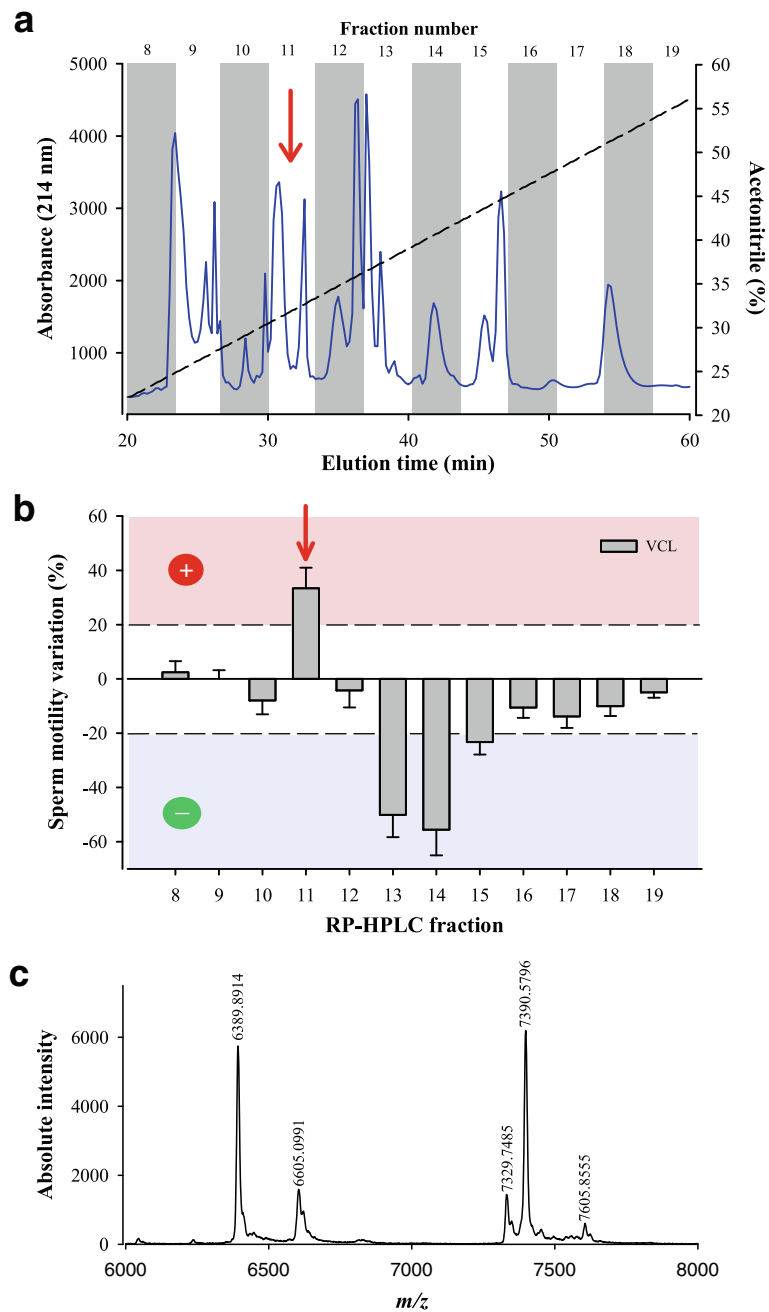 a
Fraction number
8 9 10 11 12 13 14 15 16 17 18 19
5000
4000
3000
2000
1000
Absorbance (214 nm)
60
55
50
45
40
35
30
25
20
Acetonitrile (%)
20 30 40 50 60
Elution time (min)
b
60
40
20
0
-20
-40
-60
Sperm motility variation (%)
+
VCL
−
8 9 10 11 12 13 14 15 16 17 18 19
RP-HPLC fraction
c
6000
4000
2000
0
Absolute intensity
6389.8914
6605.0991
7329.7485
7390.5796
7605.8555
6000 6500 7000 7500 8000
m/z